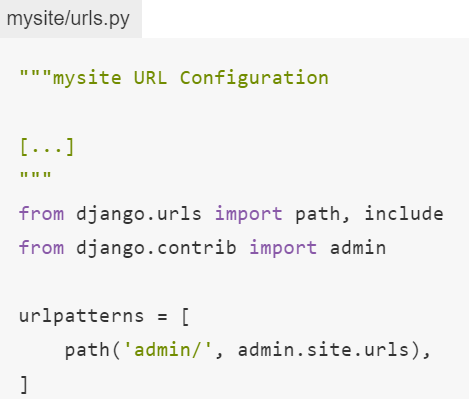 mysite/urls.py
"""mysite URL Configuration
[...]
"""
from django.urls import path, include
from django.contrib import admin
urlpatterns = [
    path('admin/', admin.site.urls),
]